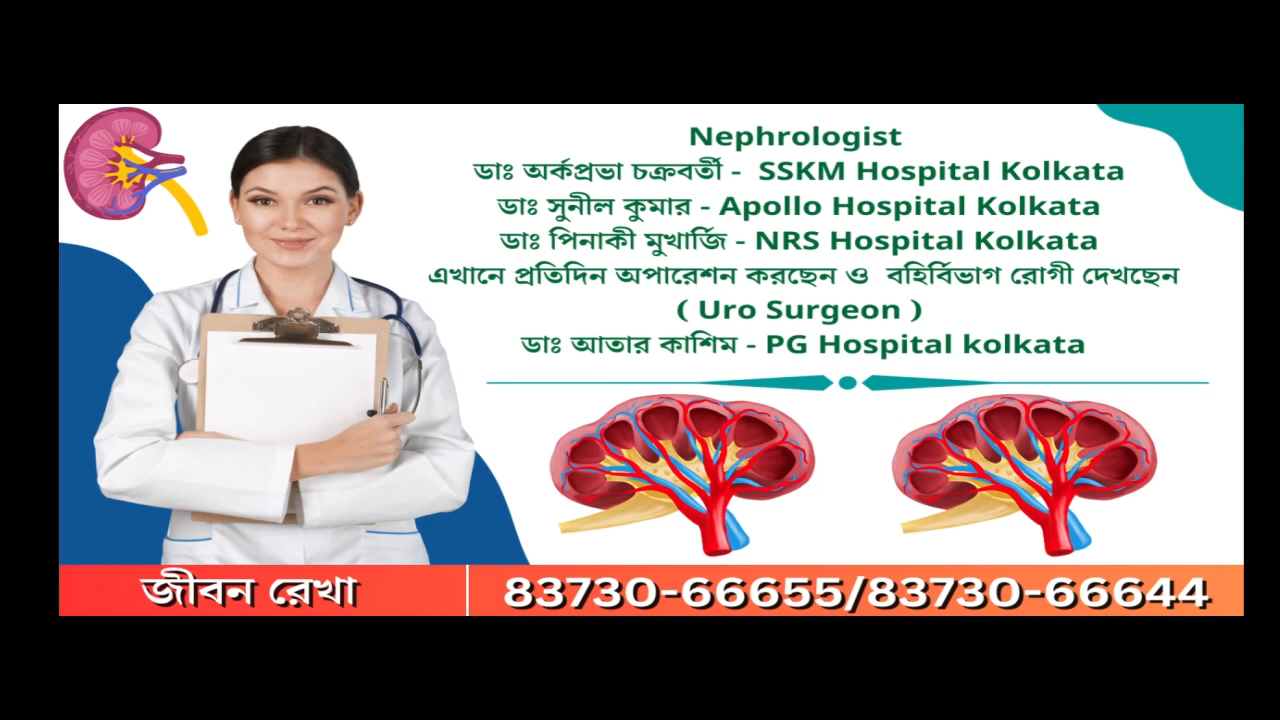 Nephrologist
ডাঃ অর্কপ্রভা চক্রবর্তী - SSKM Hospital Kolkata
ডাঃ সুনীল কুমার - Apollo Hospital Kolkata
ডাঃ পিনাকী মুখার্জি - NRS Hospital Kolkata
এখানে প্রতিদিন অপারেশন করছেন ও বহির্বিভাগ রোগী দেখছেন
( Uro Surgeon )
ডাঃ আতার কাশিম - PG Hospital kolkata
জীবন রেখা
83730-66655/83730-66644